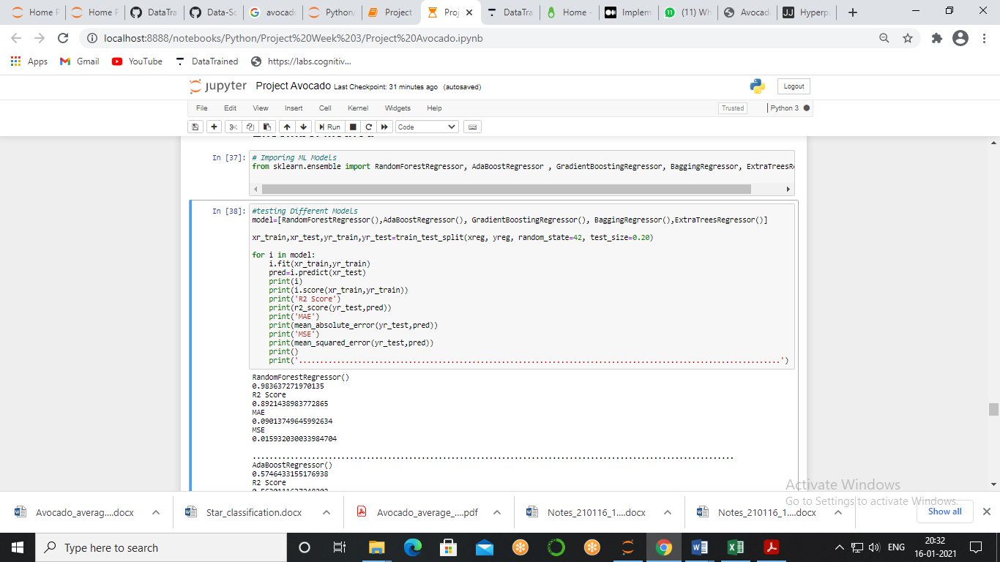 Home P
Home P
DataTra
Data-Sc
avocado
Python/
Project
Proj
DataTra
Home -
Implem
(11) Wh
Avocad
Hyperp
localhost:8888/notebooks/Python/Project%20Week%203/Project%20Avocado.ipynb
Apps
Gmail
YouTube
DataTrained
https://labs.cognitiv...
jupyter Project Avocado Last Checkpoint: 31 minutes ago (autosaved)
Logout
File Edit View Insert Cell Kernel Widgets Help
Trusted
Python 3
Run
Code
In [37]:
# Imporing ML Models
from sklearn.ensemble import RandomForestRegressor, AdaBoostRegressor , GradientBoostingRegressor, BaggingRegressor, ExtraTreesRe
In [38]:
#testing Different Models
model=[RandomForestRegressor(),AdaBoostRegressor(), GradientBoostingRegressor(), BaggingRegressor(),ExtraTreesRegressor()]
xr_train,xr_test,yr_train,yr_test=train_test_split(xreg, yreg, random_state=42, test_size=0.20)
for i in model:
    i.fit(xr_train,yr_train)
    pred=i.predict(xr_test)
    print(i)
    print(i.score(xr_train,yr_train))
    print('R2 Score')
    print(r2_score(yr_test,pred))
    print('MAE')
    print(mean_absolute_error(yr_test,pred))
    print('MSE')
    print(mean_squared_error(yr_test,pred))
    print()
    print('..................................................................................................................')
RandomForestRegressor()
0.983637271970135
R2 Score
0.8921438983772865
MAE
0.09013749645992634
MSE
0.015932030033984704
..................................................................................................................
AdaBoostRegressor()
0.5746433155176938
R2 Score
Activate Windows
Go to Settings to activate Windows.
Avocado_averag....docx
Star_classification.docx
Avocado_average_....pdf
Notes_210116_1....docx
Notes_210116_1....docx
Show all
Type here to search
ENG
20:32
16-01-2021